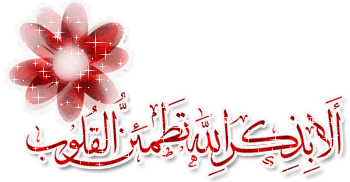 أَلَا بِذِكْرِ اللَّهِ تَطْمَئِنُّ الْقُلُوبُ